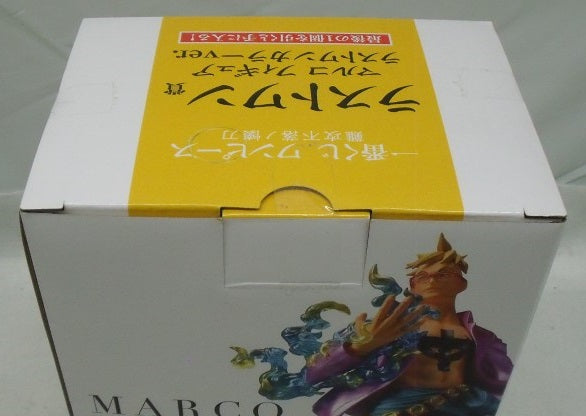 一番くじ ワンピース
難攻不落ノ懐刀
ラストワン賞
マルコ フィギュア
ラストワンカラーver.
最後の1個を引くと手に入る!
MARCO